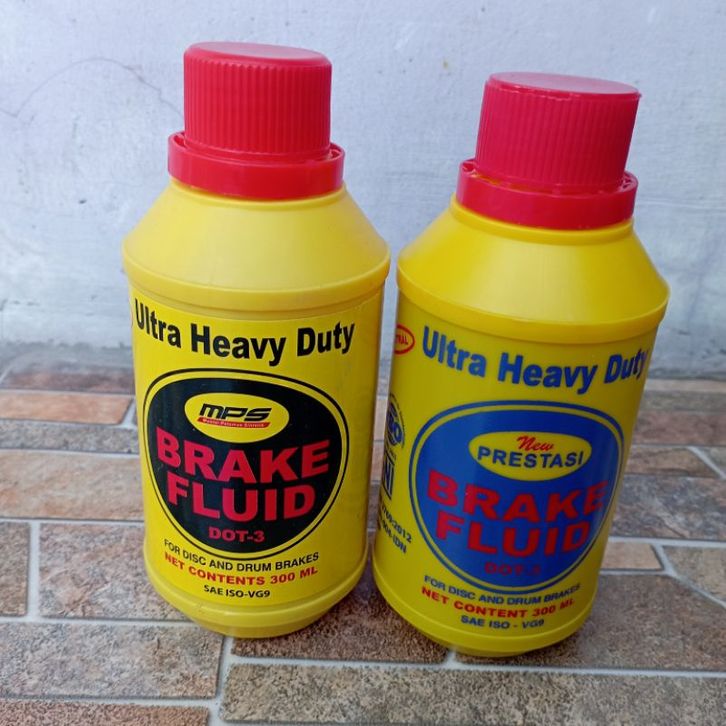 Ultra Heavy Duty
MPS
BRAKE
FLUID
DOT-3
FOR DISC AND DRUM BRAKES
NET CONTENTS 300 ML
SAE ISO-VG9
Ultra Heavy Duty
New
PRESTASI
BRAKE
FLUID
DOT-3
FOR DISC AND DRUM BRAKES
NET CONTENT 300 ML
SAE ISO - VG9